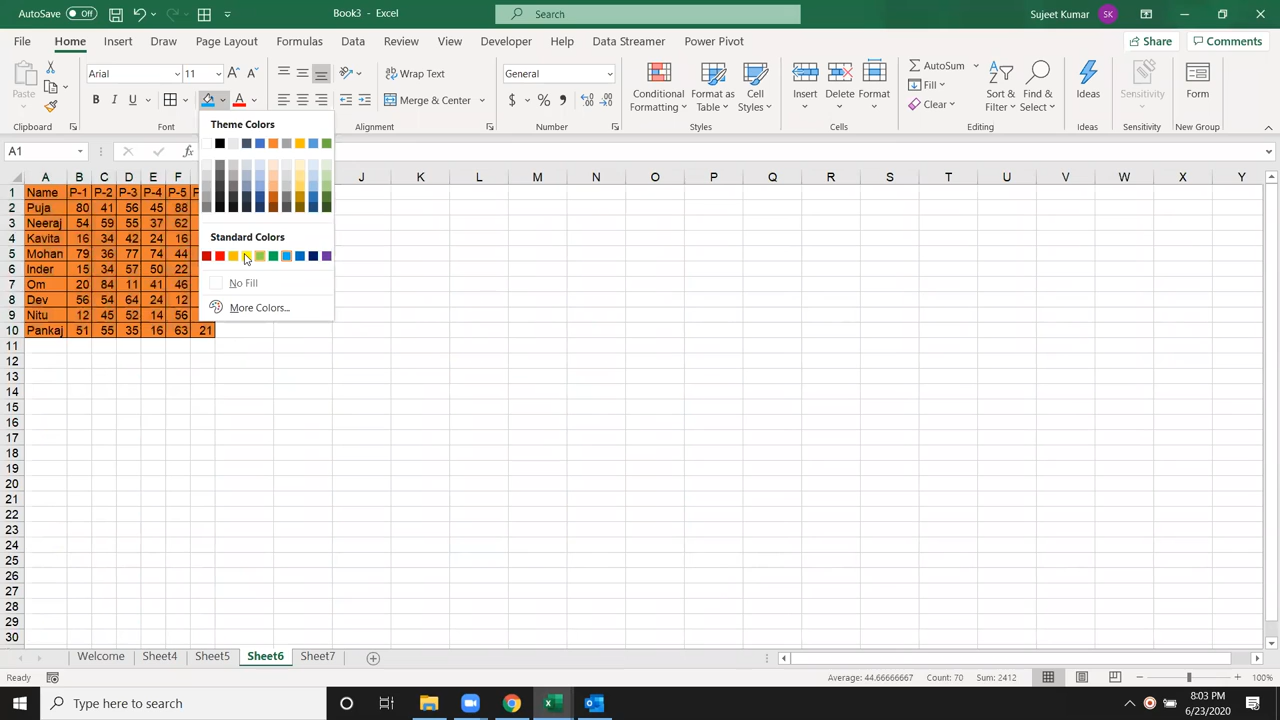 AutoSave Off Book3 - Excel Search Sujeet Kumar SK
File Home Insert Draw Page Layout Formulas Data Review View Developer Help Data Streamer Power Pivot Share Comments
Paste Arial 11 Wrap Text General Conditional Formatting Format as Table Cell Styles Insert Delete Format AutoSum Fill Clear Sort & Filter Find & Select Ideas Sensitivity Form
B I U A Merge & Center $ % ,
Clipboard Font Alignment Number Styles Cells Editing Ideas Sensitivity Form
A1 fx
Theme Colors
Standard Colors
No Fill
More Colors...
A B C D E F J K L M N O P Q R S T U V W X Y
1 Name P-1 P-2 P-3 P-4 P-5
2 Puja 80 41 56 45 88
3 Neeraj 54 59 55 37 62
4 Kavita 16 34 42 24 16
5 Mohan 79 36 77 74 44
6 Inder 15 34 57 50 22
7 Om 20 84 11 41 46
8 Dev 56 54 64 24 12
9 Nitu 12 45 52 14 56
10 Pankaj 51 55 35 16 63 21
11
12
13
14
15
16
17
18
19
20
21
22
23
24
25
26
27
28
29
30
Welcome Sheet4 Sheet5 Sheet6 Sheet7
Ready Average: 44.66666667 Count: 70 Sum: 2412 100%
Type here to search 8:03 PM
6/23/2020